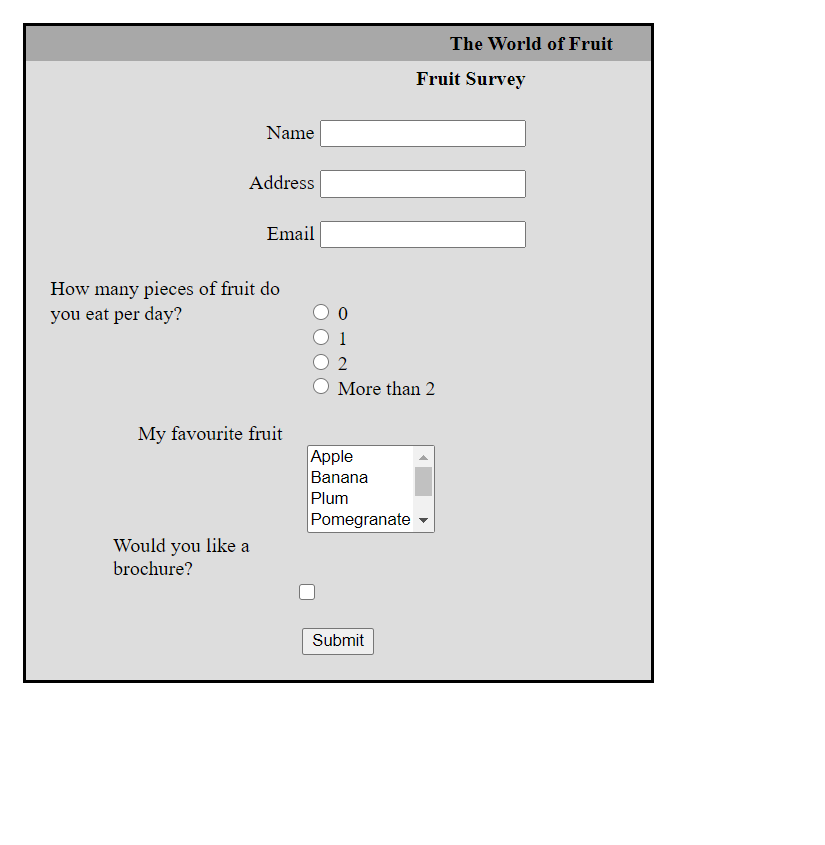 The World of Fruit
Fruit Survey
Name
Address
Email
How many pieces of fruit do
you eat per day?
0
1
2
More than 2
My favourite fruit
Apple
Banana
Plum
Pomegranate
Would you like a
brochure?
Submit